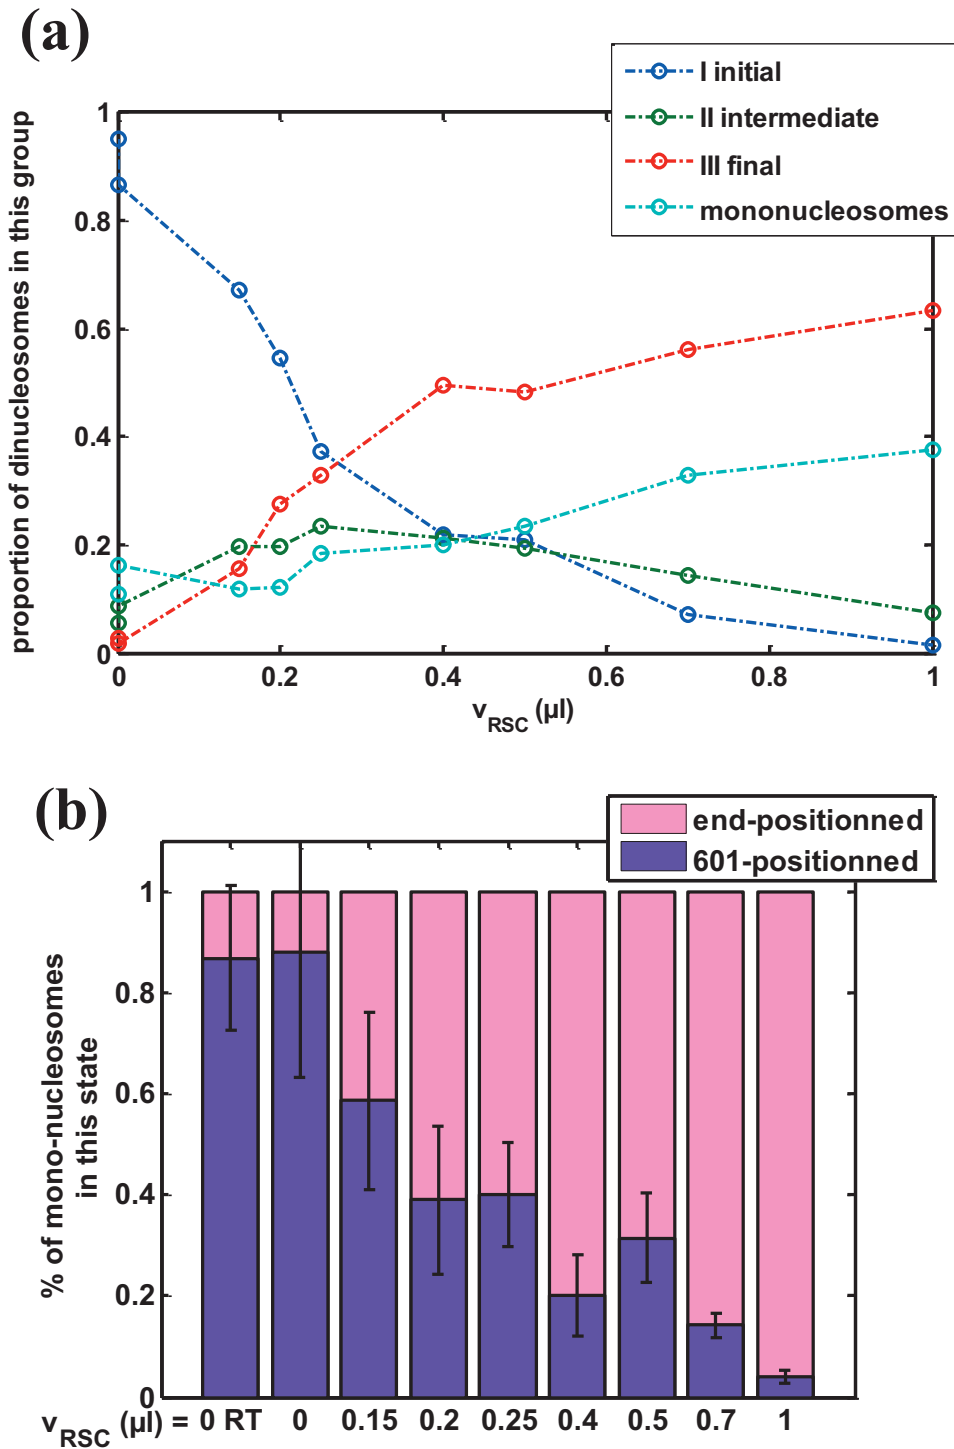 (a)
I initial
II intermediate
III final
mononucleosomes
proportion of dinucleosomes in this group
1
0.8
0.6
0.4
0.2
0
0 0.2 0.4 0.6 0.8 1
vRSC (µl)
(b)
end-positionned
601-positionned
% of mono-nucleosomes
in this state
1
0.8
0.6
0.4
0.2
0
vRSC (µl) = 0 RT 0 0.15 0.2 0.25 0.4 0.5 0.7 1